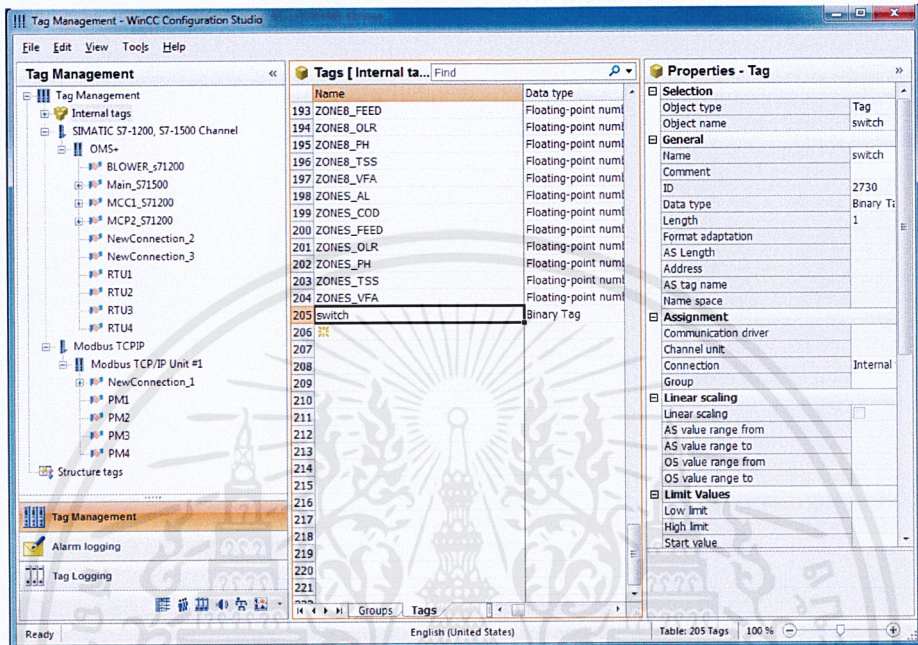 Tag Management - WinCC Configuration Studio
File Edit View Tools Help
Tag Management «
Tag Management
Internal tags
SIMATIC S7-1200, S7-1500 Channel
OMS+
BLOWER_s71200
Main_S71500
MCC1_S71200
MCP2_S71200
NewConnection_2
NewConnection_3
RTU1
RTU2
RTU3
RTU4
Modbus TCPIP
Modbus TCP/IP Unit #1
NewConnection_1
PM1
PM2
PM3
PM4
Structure tags
Tag Management
Alarm logging
Tag Logging
Tags [ Internal ta... Find
Name Data type
193 ZONE8_FEED Floating-point numl
194 ZONE8_OLR Floating-point numl
195 ZONE8_PH Floating-point numl
196 ZONE8_TSS Floating-point numl
197 ZONE8_VFA Floating-point numl
198 ZONES_AL Floating-point numl
199 ZONES_COD Floating-point numl
200 ZONES_FEED Floating-point numl
201 ZONES_OLR Floating-point numl
202 ZONES_PH Floating-point numl
203 ZONES_TSS Floating-point numl
204 ZONES_VFA Floating-point numl
205 switch Binary Tag
206
207
208
209
210
211
212
213
214
215
216
217
218
219
220
221
Groups Tags
Properties - Tag »
Selection
Object type Tag
Object name switch
General
Name switch
Comment
ID 2730
Data type Binary Ta
Length 1
Format adaptation
AS Length
Address
AS tag name
Name space
Assignment
Communication driver
Channel unit
Connection Internal
Group
Linear scaling
Linear scaling
AS value range from
AS value range to
OS value range from
OS value range to
Limit Values
Low limit
High limit
Start value
Ready English (United States) Table: 205 Tags 100 %